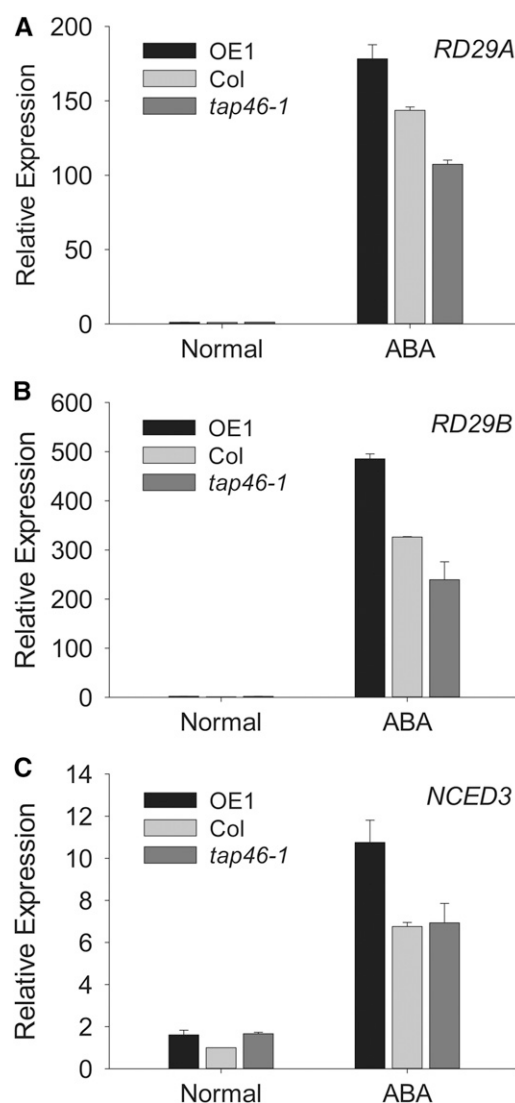 A
RD29A
OE1
Col
tap46-1
Relative Expression
200
150
100
50
0
Normal ABA
B
RD29B
OE1
Col
tap46-1
Relative Expression
600
500
400
300
200
100
0
Normal ABA
C
NCED3
OE1
Col
tap46-1
Relative Expression
14
12
10
8
6
4
2
0
Normal ABA